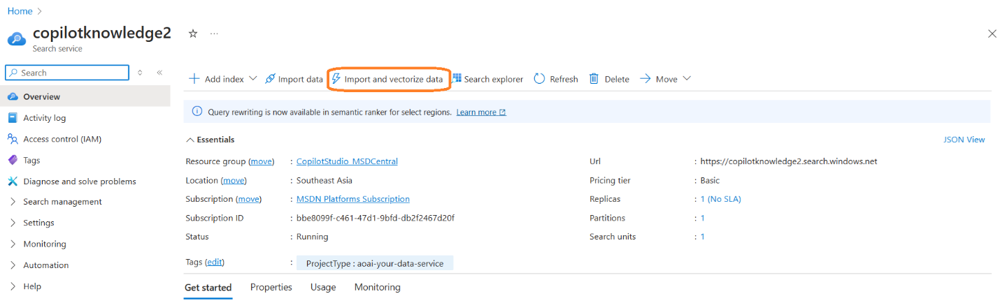 Home
copilotknowledge2
Search service
Search
Add index Import data Import and vectorize data Search explorer Refresh Delete Move
Overview
Activity log
Access control (IAM)
Tags
Diagnose and solve problems
Search management
Settings
Monitoring
Automation
Help
Query rewriting is now available in semantic ranker for select regions. Learn more
Essentials
JSON View
Resource group (move) : CopilotStudio_MSDCentral
Location (move) : Southeast Asia
Subscription (move) : MSDN Platforms Subscription
Subscription ID : bbe8099f-c461-47d1-9bfd-db2f2467d20f
Status : Running
Url : https://copilotknowledge2.search.windows.net
Pricing tier : Basic
Replicas : 1 (No SLA)
Partitions : 1
Search units : 1
Tags (edit) : ProjectType : aoai-your-data-service
Get started Properties Usage Monitoring